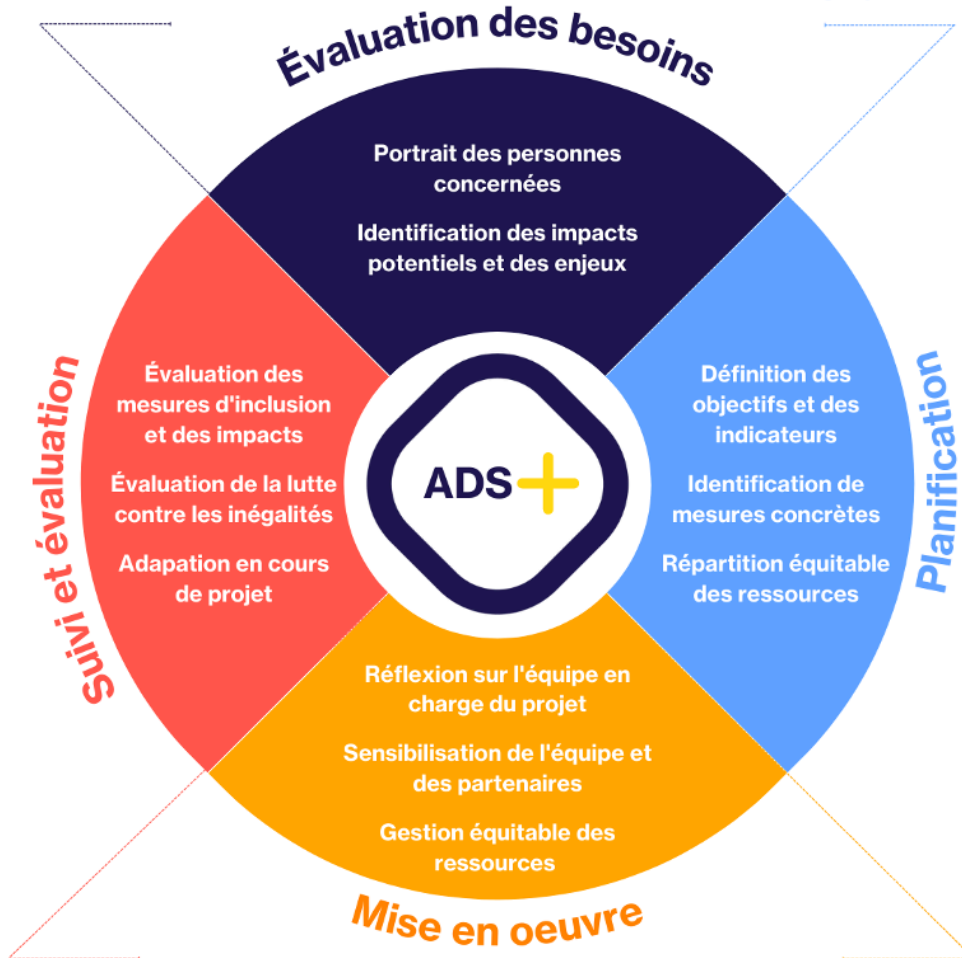 Évaluation des besoins
Portrait des personnes
concernées
Identification des impacts
potentiels et des enjeux
Planification
Définition des
objectifs et des
indicateurs
Identification de
mesures concrètes
Répartition équitable
des ressources
Mise en oeuvre
Réflexion sur l'équipe en
charge du projet
Sensibilisation de l'équipe et
des partenaires
Gestion équitable des
ressources
Suivi et évaluation
Évaluation des
mesures d'inclusion
et des impacts
Évaluation de la lutte
contre les inégalités
Adapation en cours
de projet
ADS+